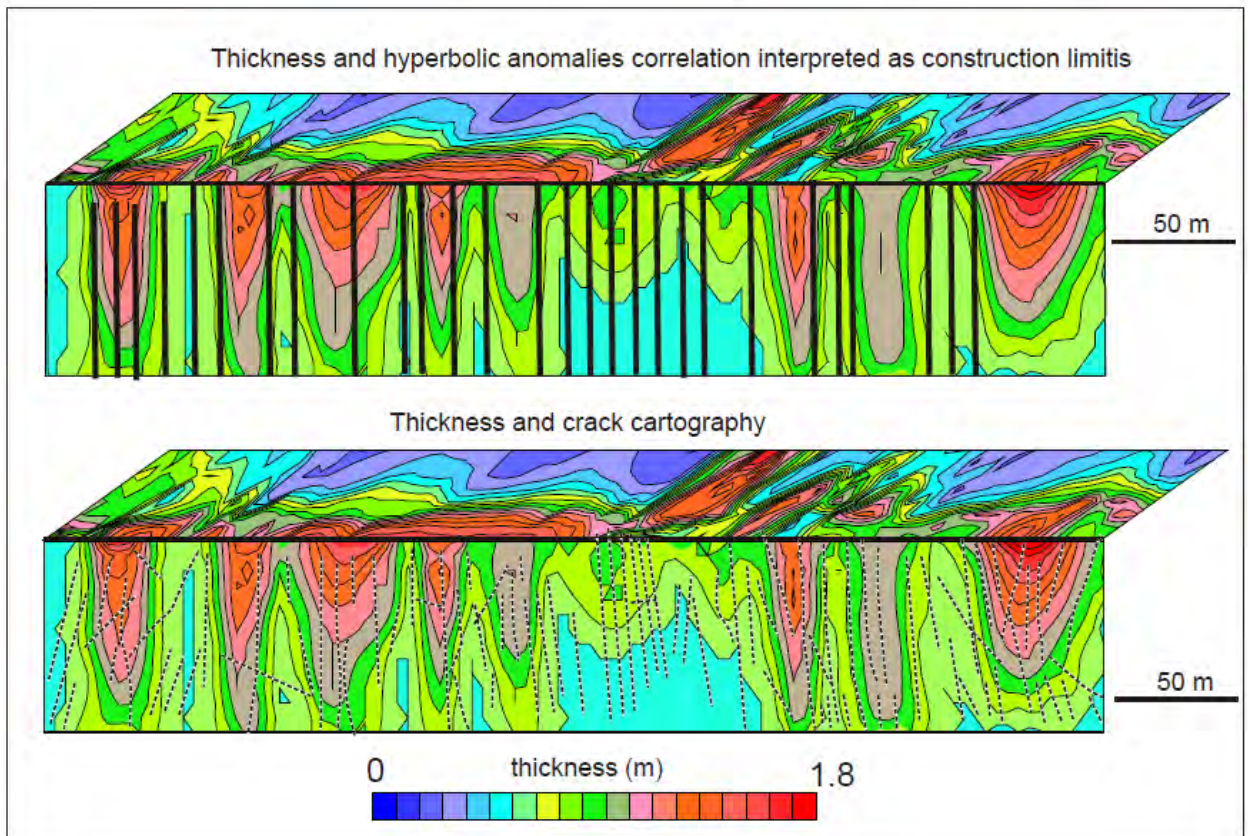 Thickness and hyperbolic anomalies correlation interpreted as construction limitis
50 m
Thickness and crack cartography
50 m
0 thickness (m) 1.8